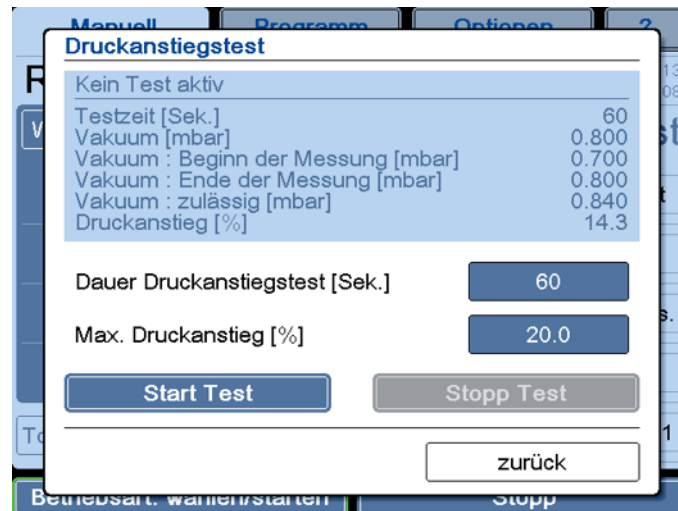 Druckanstiegstest
Kein Test aktiv
Testzeit [Sek.] 60
Vakuum [mbar] 0.800
Vakuum : Beginn der Messung [mbar] 0.700
Vakuum : Ende der Messung [mbar] 0.800
Vakuum : zulässig [mbar] 0.840
Druckanstieg [%] 14.3
Dauer Druckanstiegstest [Sek.] 60
Max. Druckanstieg [%] 20.0
Start Test Stopp Test
zurück